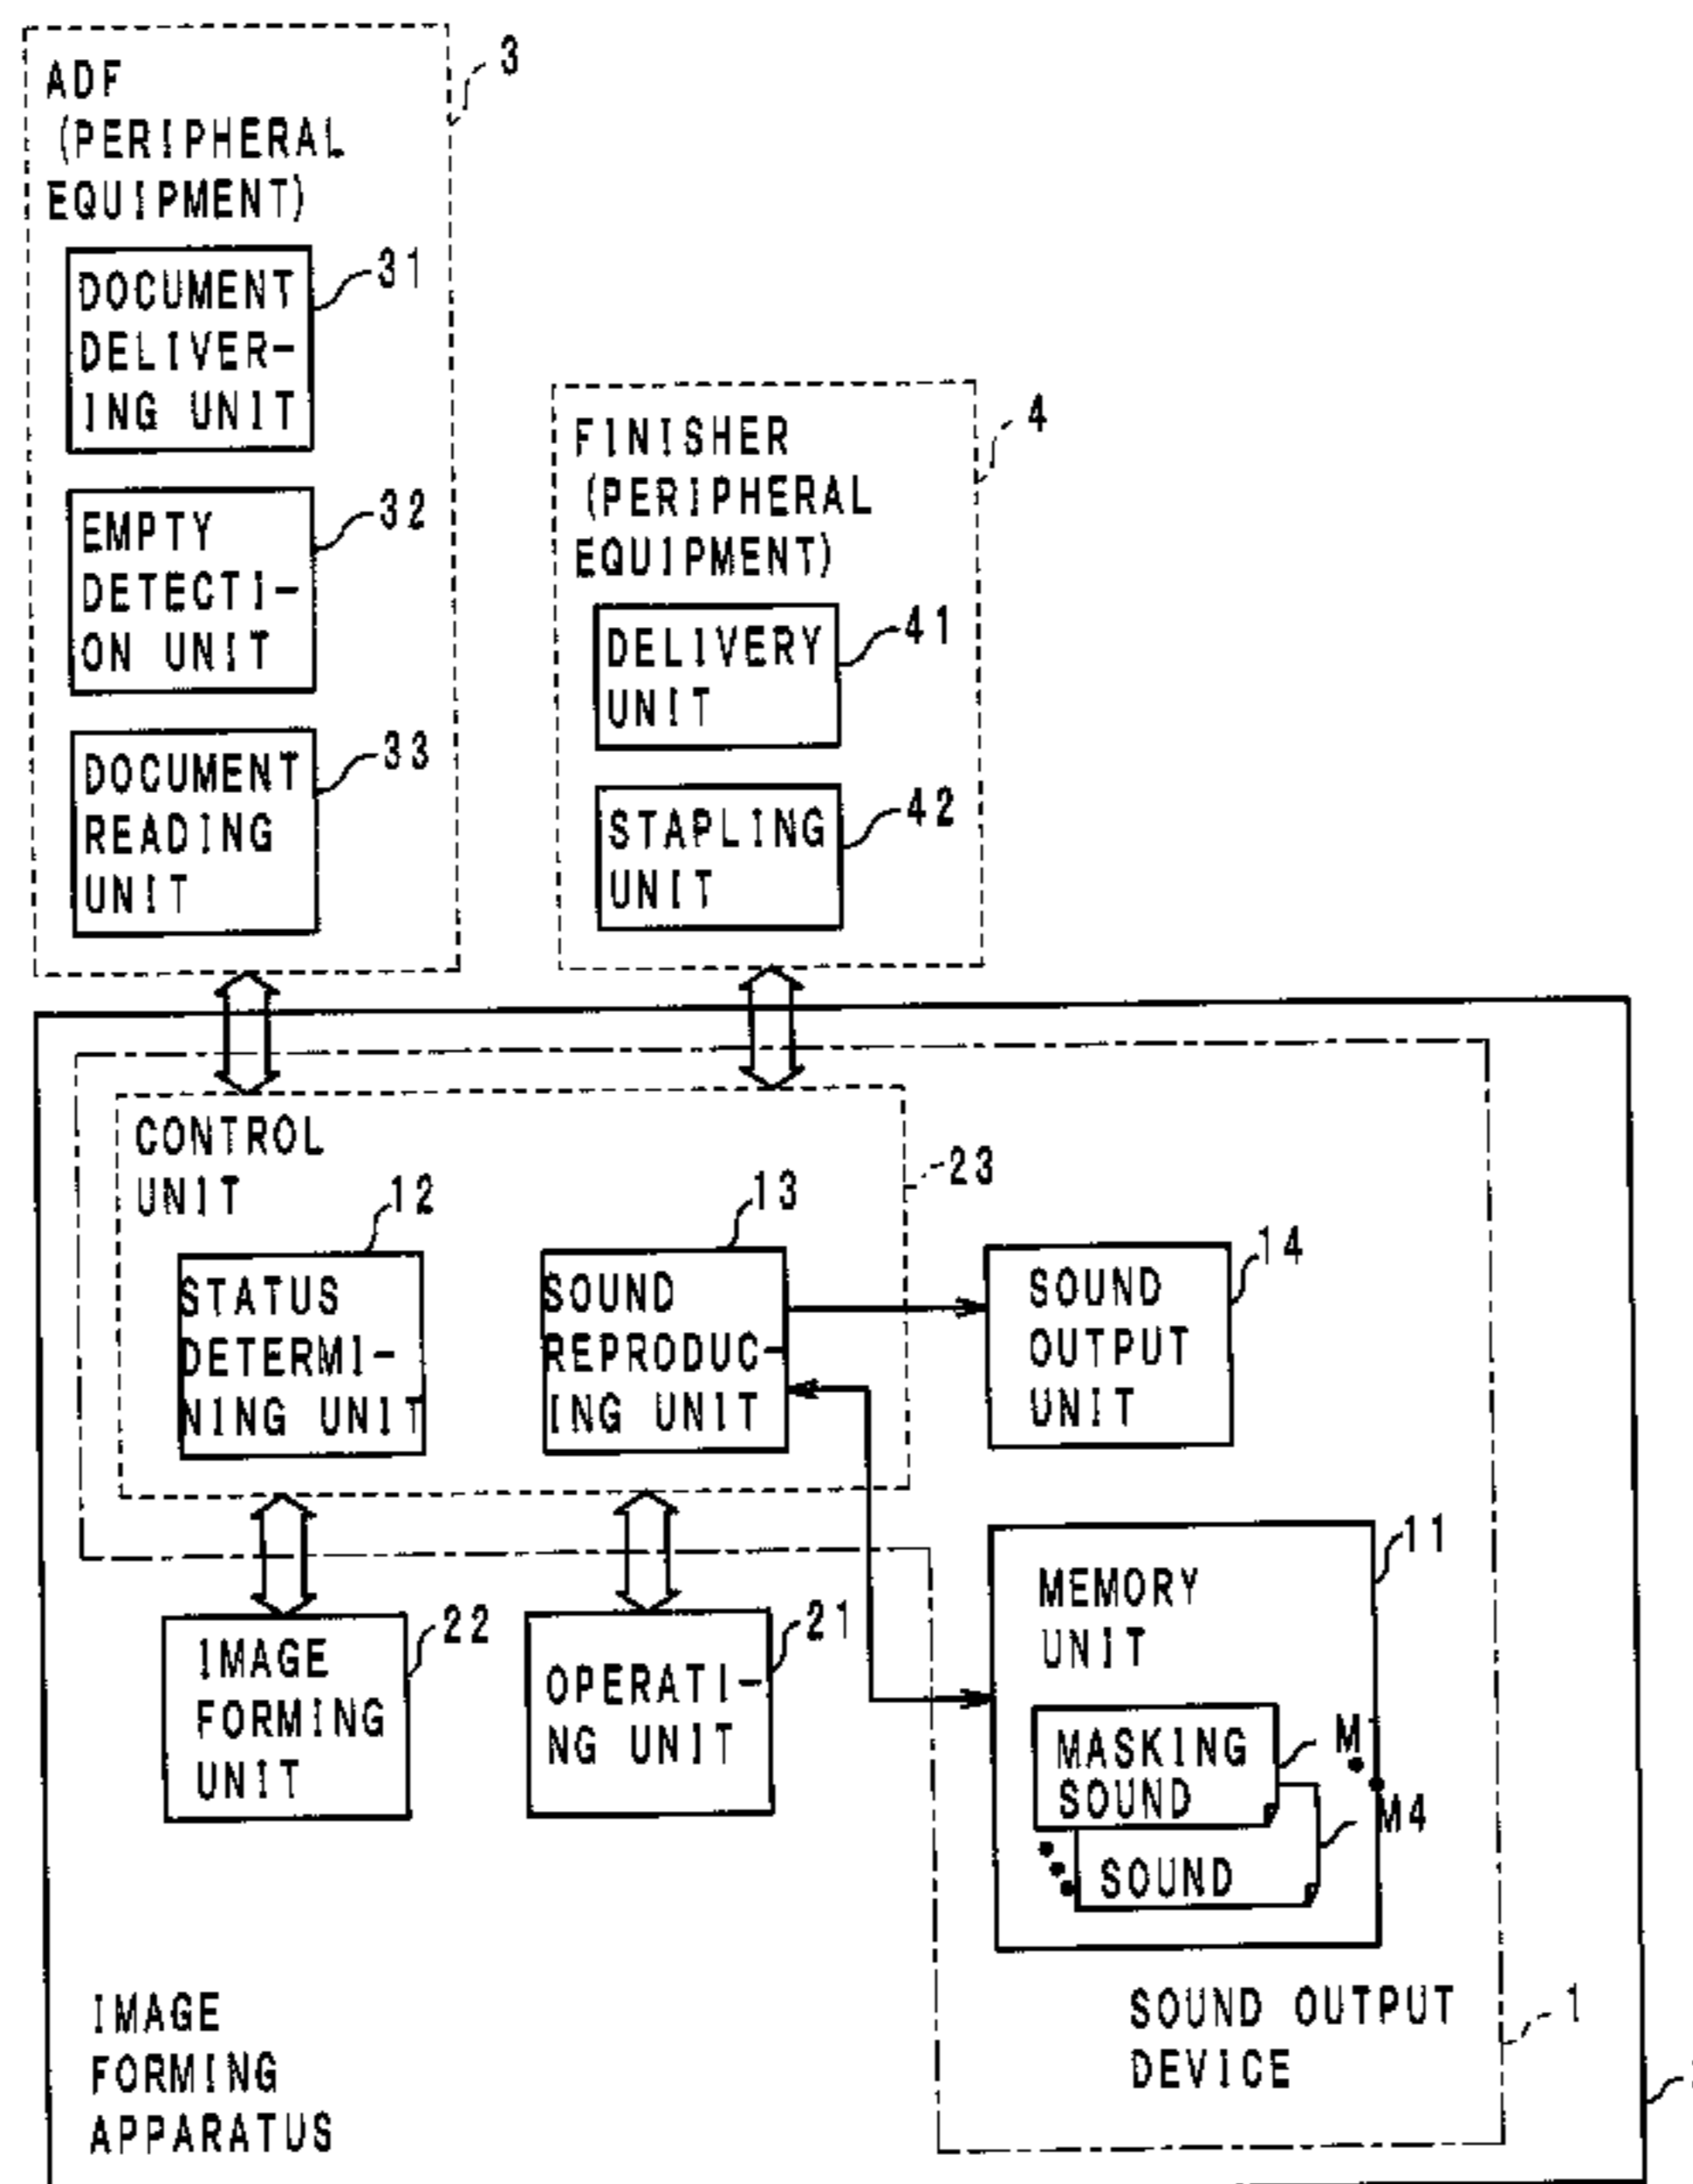 3
ADF
(PERIPHERAL
EQUIPMENT)
31
DOCUMENT
DELIVER-
ING UNIT
32
EMPTY
DETECTI-
ON UNIT
33
DOCUMENT
READING
UNIT
4
FINISHER
(PERIPHERAL
EQUIPMENT)
41
DELIVERY
UNIT
42
STAPLING
UNIT
CONTROL
UNIT
23
12
STATUS
DETERMI-
NING UNIT
13
SOUND
REPRODUC-
ING UNIT
14
SOUND
OUTPUT
UNIT
22
IMAGE
FORMING
UNIT
21
OPERATI-
NG UNIT
11
MEMORY
UNIT
MASKING
SOUND
SOUND
M4
IMAGE
FORMING
APPARATUS
SOUND OUTPUT
DEVICE
1